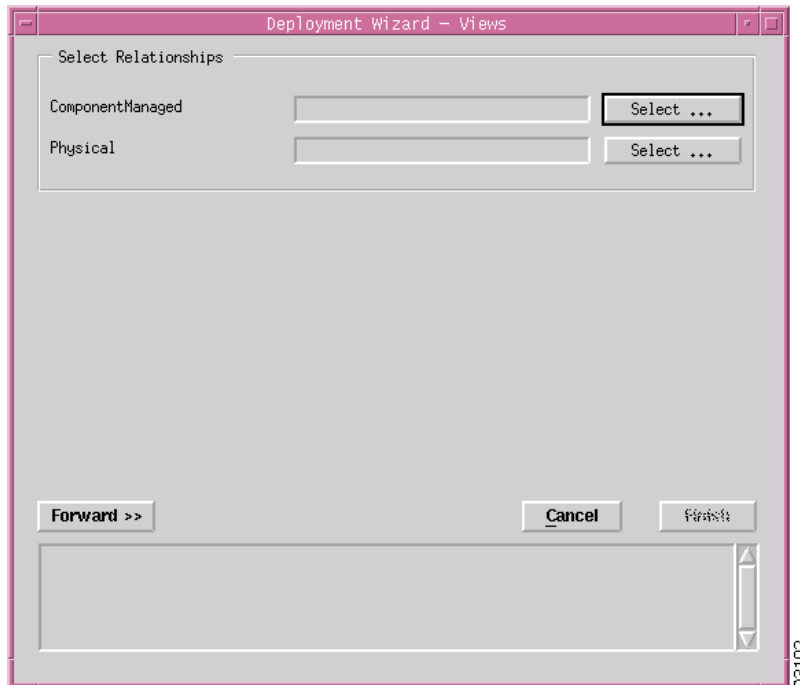 Deployment Wizard – Views
Select Relationships
ComponentManaged
Select ...
Physical
Select ...
Forward >>
Cancel
Finish